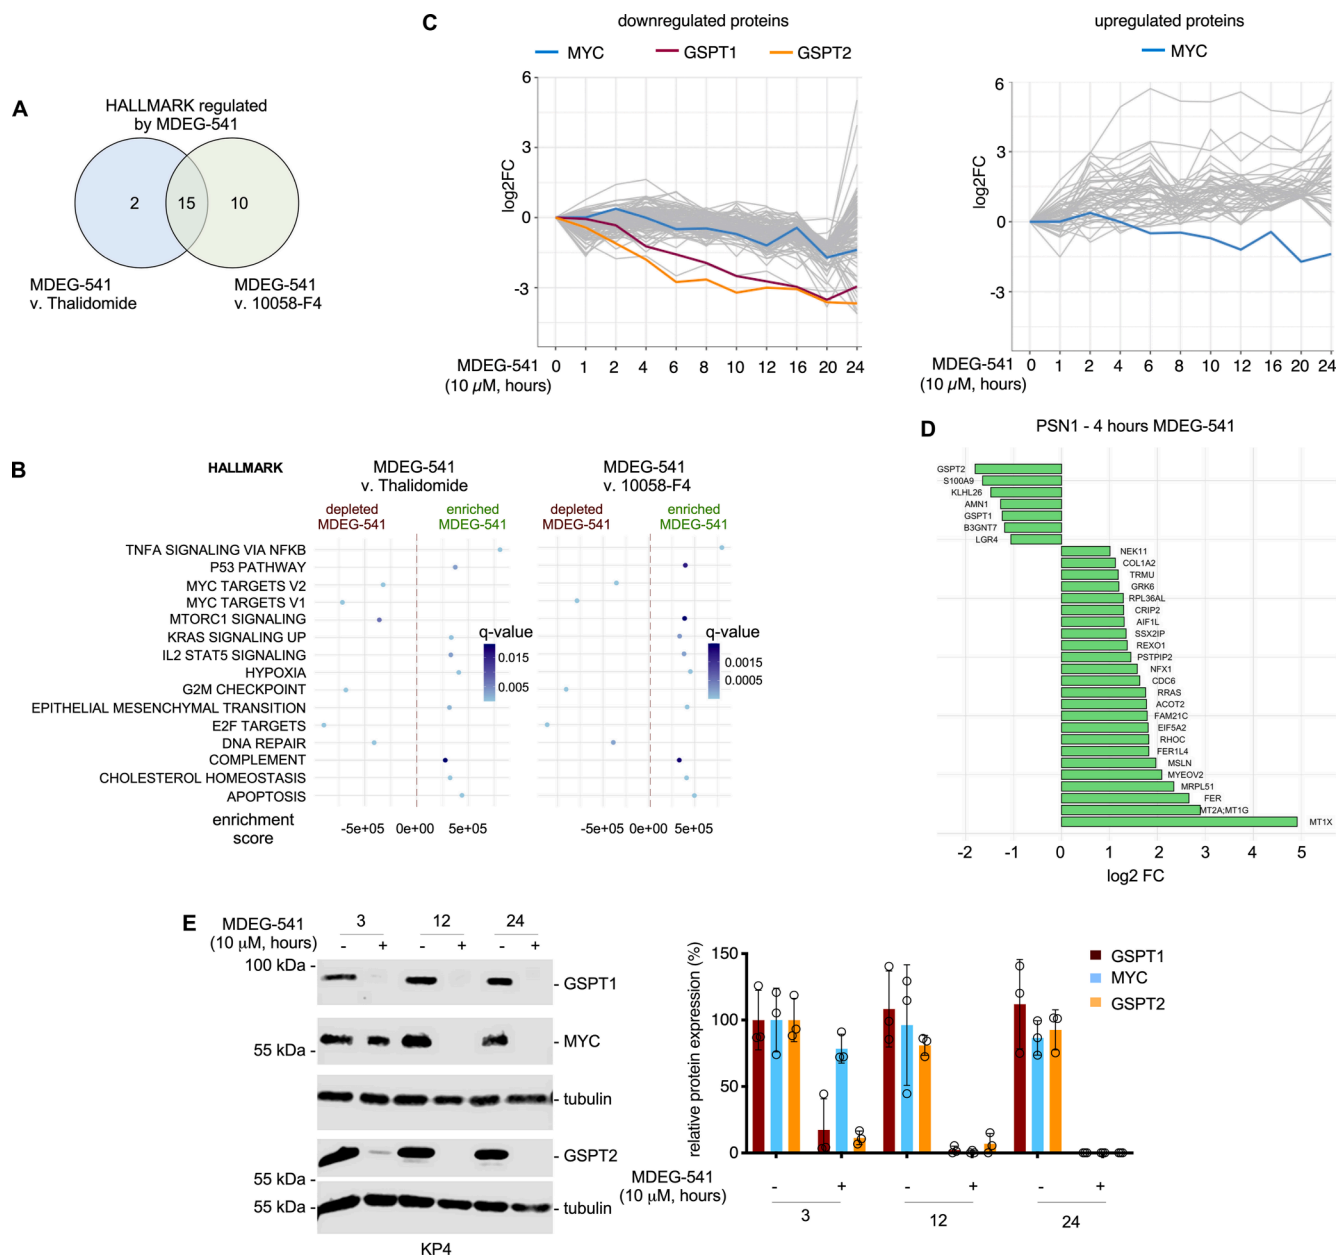 A
HALLMARK regulated
by MDEG-541
2
15
10
MDEG-541
v. Thalidomide
MDEG-541
v. 10058-F4
C
downregulated proteins
MYC
GSPT1
GSPT2
log2FC
6
3
0
-3
0 1 2 4 6 8 10 12 16 20 24
MDEG-541
(10 µM, hours)
upregulated proteins
MYC
log2FC
6
3
0
-3
0 1 2 4 6 8 10 12 16 20 24
MDEG-541
(10 µM, hours)
B
HALLMARK
MDEG-541
v. Thalidomide
MDEG-541
v. 10058-F4
depleted
MDEG-541
enriched
MDEG-541
depleted
MDEG-541
enriched
MDEG-541
TNFA SIGNALING VIA NFKB
P53 PATHWAY
MYC TARGETS V2
MYC TARGETS V1
MTORC1 SIGNALING
KRAS SIGNALING UP
IL2 STAT5 SIGNALING
HYPOXIA
G2M CHECKPOINT
EPITHELIAL MESENCHYMAL TRANSITION
E2F TARGETS
DNA REPAIR
COMPLEMENT
CHOLESTEROL HOMEOSTASIS
APOPTOSIS
q-value
0.015
0.005
q-value
0.0015
0.0005
enrichment
score
-5e+05 0e+00 5e+05
-5e+05 0e+00 5e+05
D
PSN1 - 4 hours MDEG-541
GSPT2
S100A9
KLHL26
AMN1
GSPT1
B3GNT7
LGR4
NEK11
COL1A2
TRMU
GRK6
RPL36AL
CRIP2
AIF1L
SSX2IP
REXO1
PSTPIP2
NFX1
CDC6
RRAS
ACOT2
FAM21C
EIF5A2
RHOC
FER1L4
MSLN
MYEOV2
MRPL51
FER
MT2A;MT1G
MT1X
-2 -1 0 1 2 3 4 5
log2 FC
E
MDEG-541
(10 µM, hours)
3 12 24
- + - + - +
100 kDa -
- GSPT1
55 kDa -
- MYC
- tubulin
- GSPT2
55 kDa -
55 kDa -
- tubulin
KP4
relative protein expression (%)
150
100
50
0
GSPT1
MYC
GSPT2
MDEG-541
(10 µM, hours)
- + - + - +
3 12 24